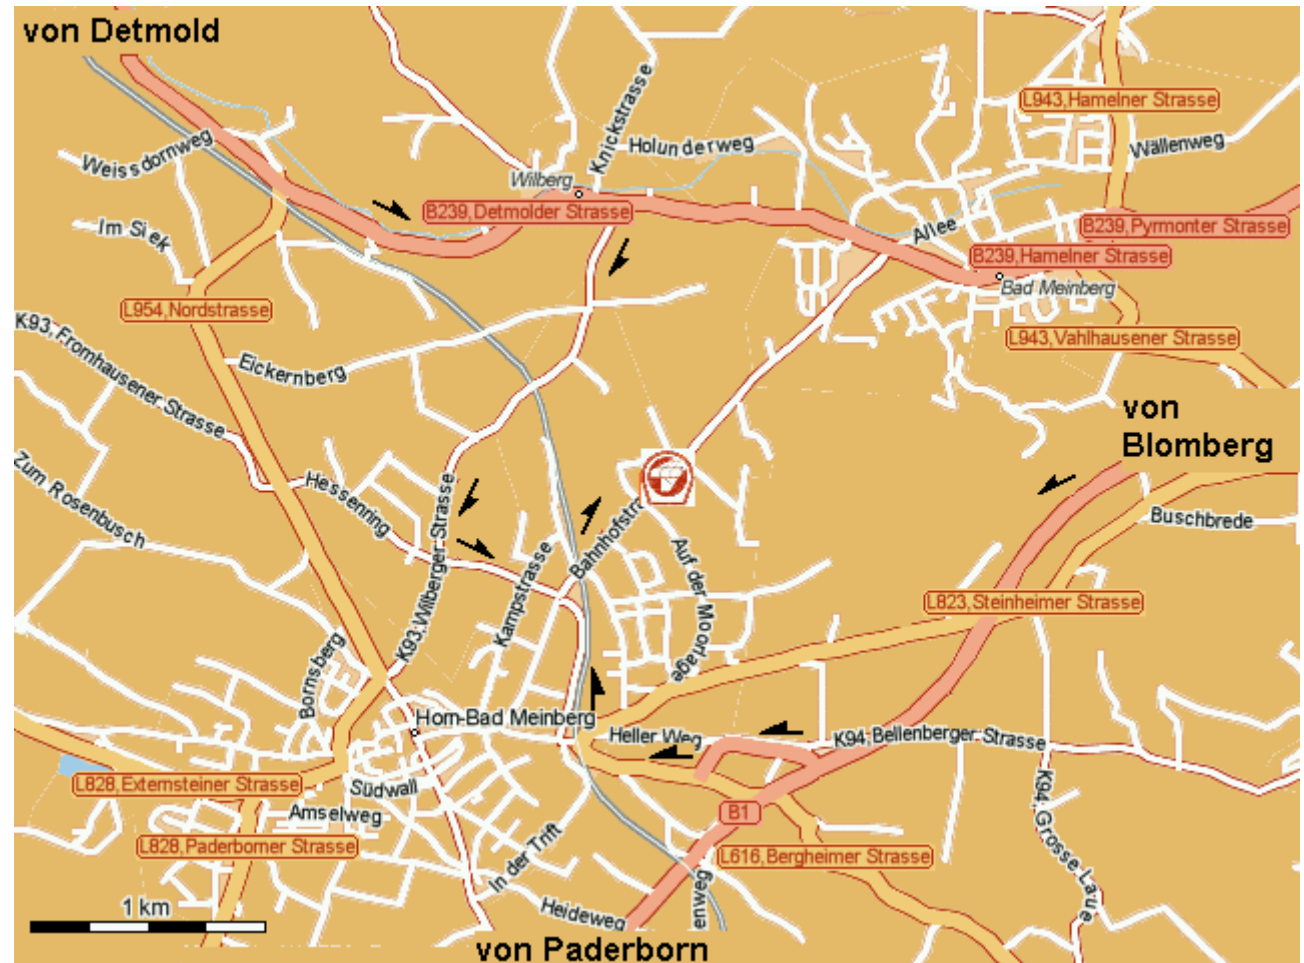 von Detmold
L943,Hamelner Strasse
Knickstrasse
Holunderweg
Wällenweg
Weissdornweg
Wilberg
B239,Detmolder Strasse
Im Siek
Allee
B239,Pyrmonter Strasse
B239,Hamelner Strasse
Bad Meinberg
L954,Nordstrasse
K93,Fromhausener Strasse
L943,Vahlhausener Strasse
Eickernberg
von
Blomberg
Zum Rosenbusch
Hessenring
K93,Wilberger Strasse
Bahnhofstra
Buschbrede
Auf der Moorlage
Kampstrasse
L823,Steinheimer Strasse
Bornsberg
Horn-Bad Meinberg
Heller Weg
K94,Bellenberger Strasse
L828,Externsteiner Strasse
Südwall
K94,Grosse Laue
Amselweg
B1
L828,Paderborner Strasse
In der Trift
L616,Bergheimer Strasse
1 km
Heideweg
enweg
von Paderborn